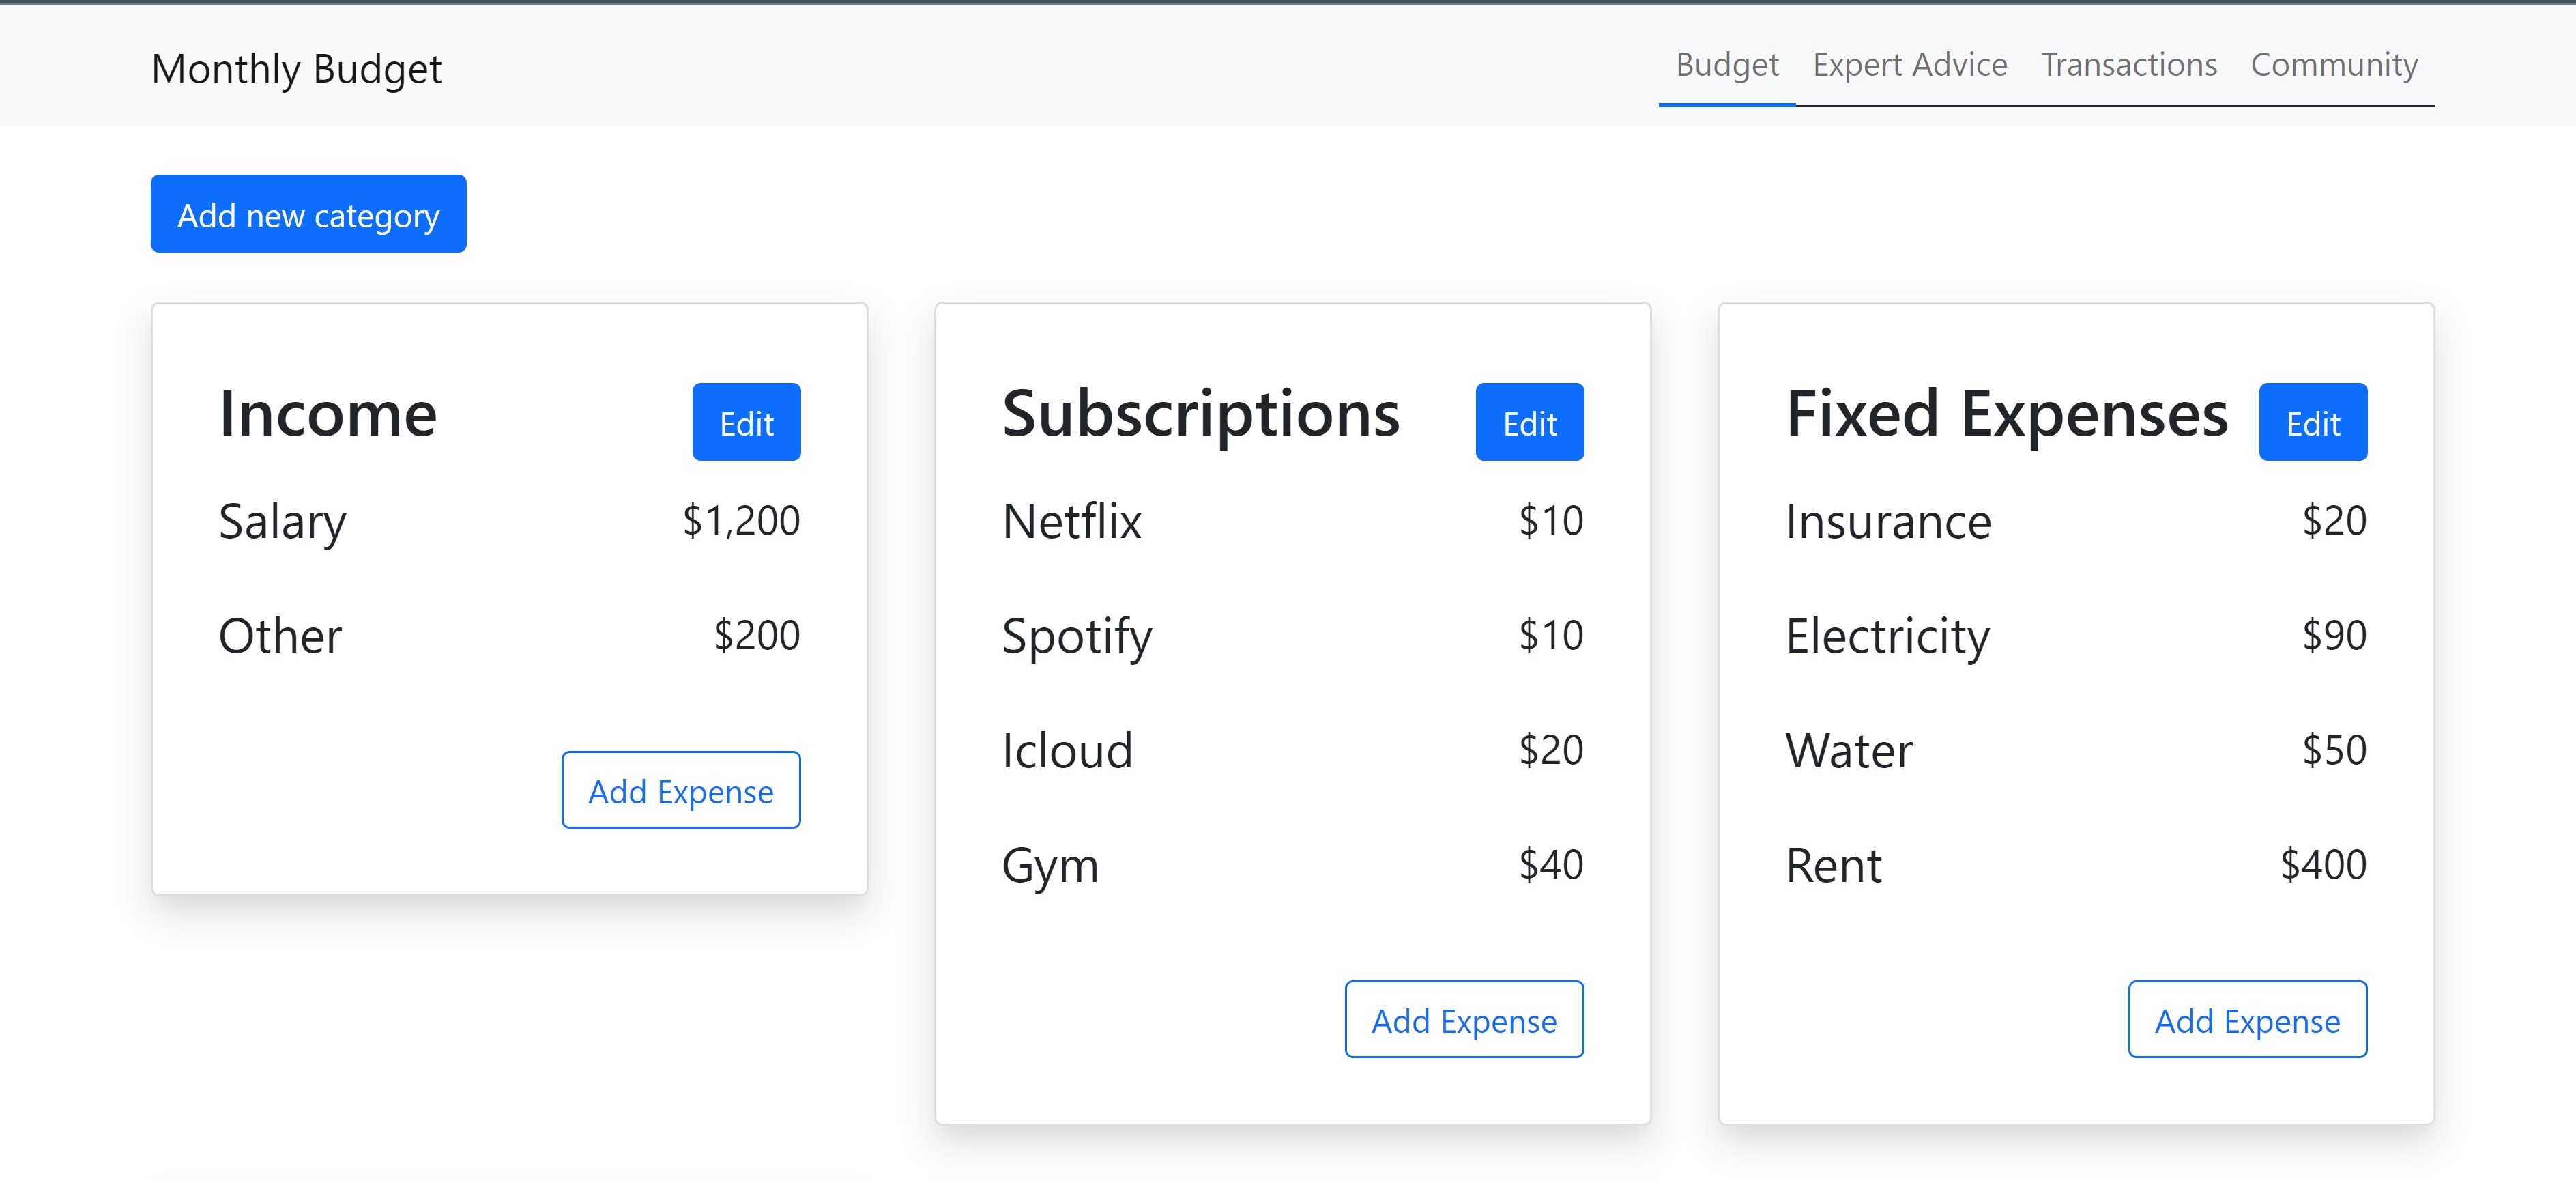 Monthly Budget
Budget Expert Advice Transactions Community
Add new category
Income Edit
Salary $1,200
Other $200
Add Expense
Subscriptions Edit
Netflix $10
Spotify $10
Icloud $20
Gym $40
Add Expense
Fixed Expenses Edit
Insurance $20
Electricity $90
Water $50
Rent $400
Add Expense